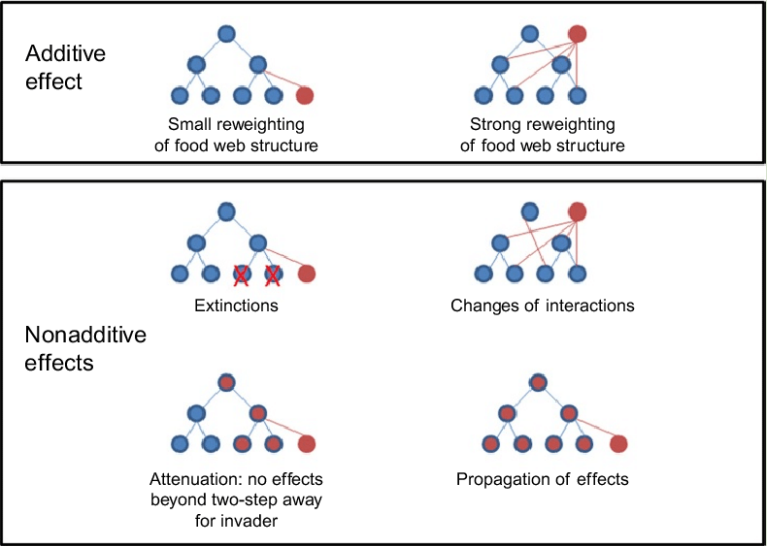 Additive
effect
Small reweighting
of food web structure
Strong reweighting
of food web structure
Nonadditive
effects
Extinctions
Changes of interactions
Attenuation: no effects
beyond two-step away
for invader
Propagation of effects